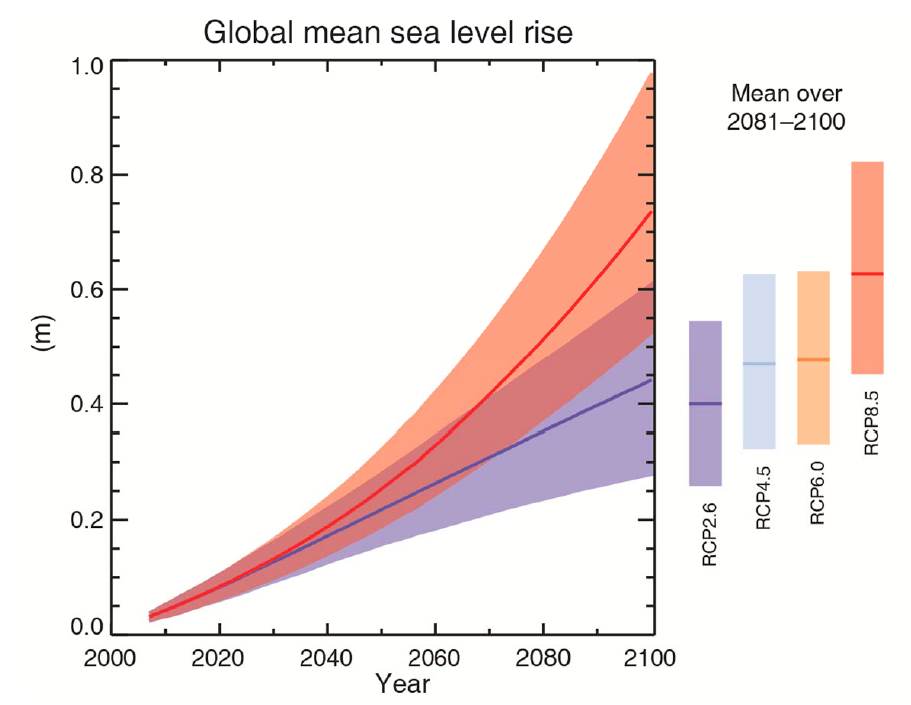 Global mean sea level rise
1.0
0.8
0.6
0.4
0.2
0.0
(m)
2000 2020 2040 2060 2080 2100
Year
Mean over
2081–2100
RCP2.6
RCP4.5
RCP6.0
RCP8.5